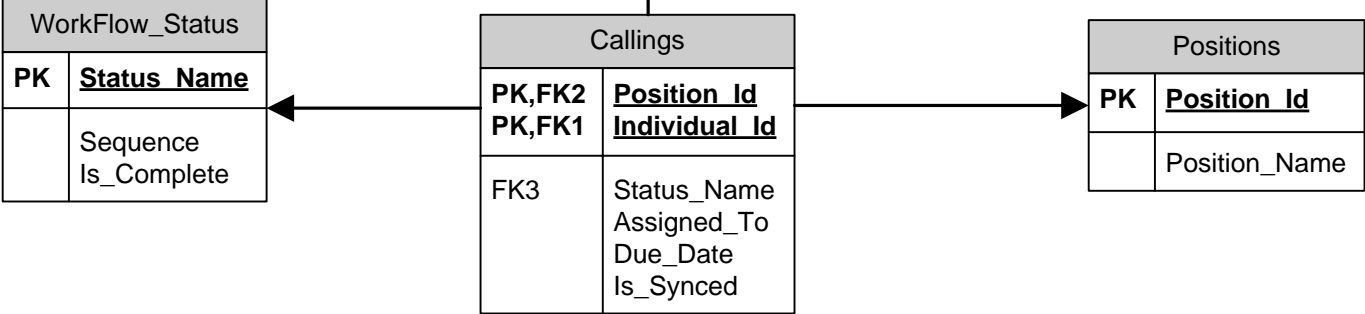 WorkFlow_Status
PK Status_Name
Sequence
Is_Complete
Callings
PK,FK2 Position_Id
PK,FK1 Individual_Id
FK3 Status_Name
Assigned_To
Due_Date
Is_Synced
Positions
PK Position_Id
Position_Name